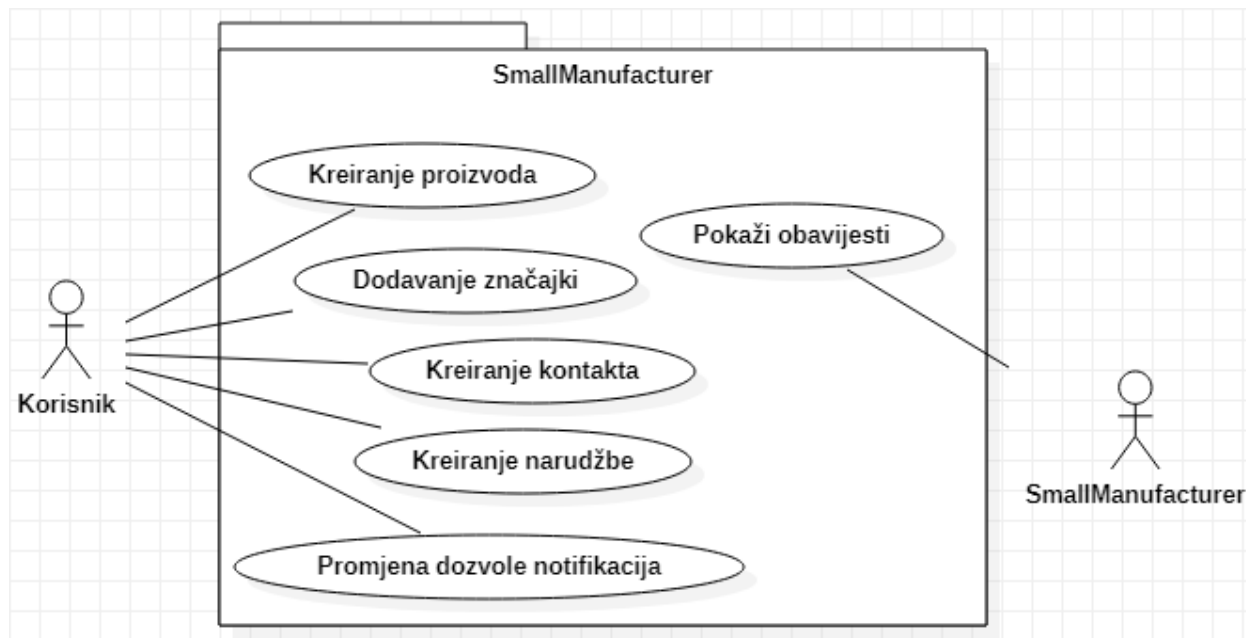 SmallManufacturer
Kreiranje proizvoda
Pokaži obavijesti
Dodavanje značajki
Kreiranje kontakta
Korisnik
Kreiranje narudžbe
SmallManufacturer
Promjena dozvole notifikacija